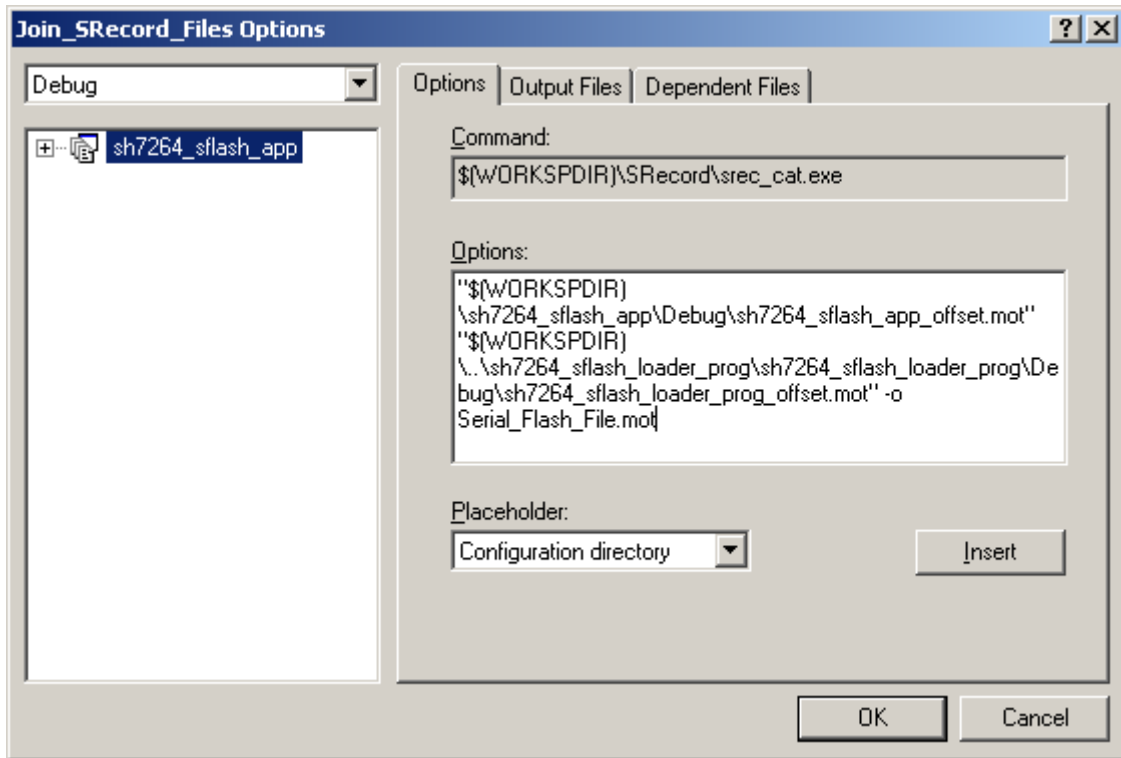 Join_SRecord_Files Options
Debug
sh7264_sflash_app
Options Output Files Dependent Files
Command:
$(WORKSPDIR)\SRecord\srec_cat.exe
Options:
"$(WORKSPDIR)
\sh7264_sflash_app\Debug\sh7264_sflash_app_offset.mot"
"$(WORKSPDIR)
\..\sh7264_sflash_loader_prog\sh7264_sflash_loader_prog\De
bug\sh7264_sflash_loader_prog_offset.mot" -o
Serial_Flash_File.mot
Placeholder:
Configuration directory
Insert
OK Cancel